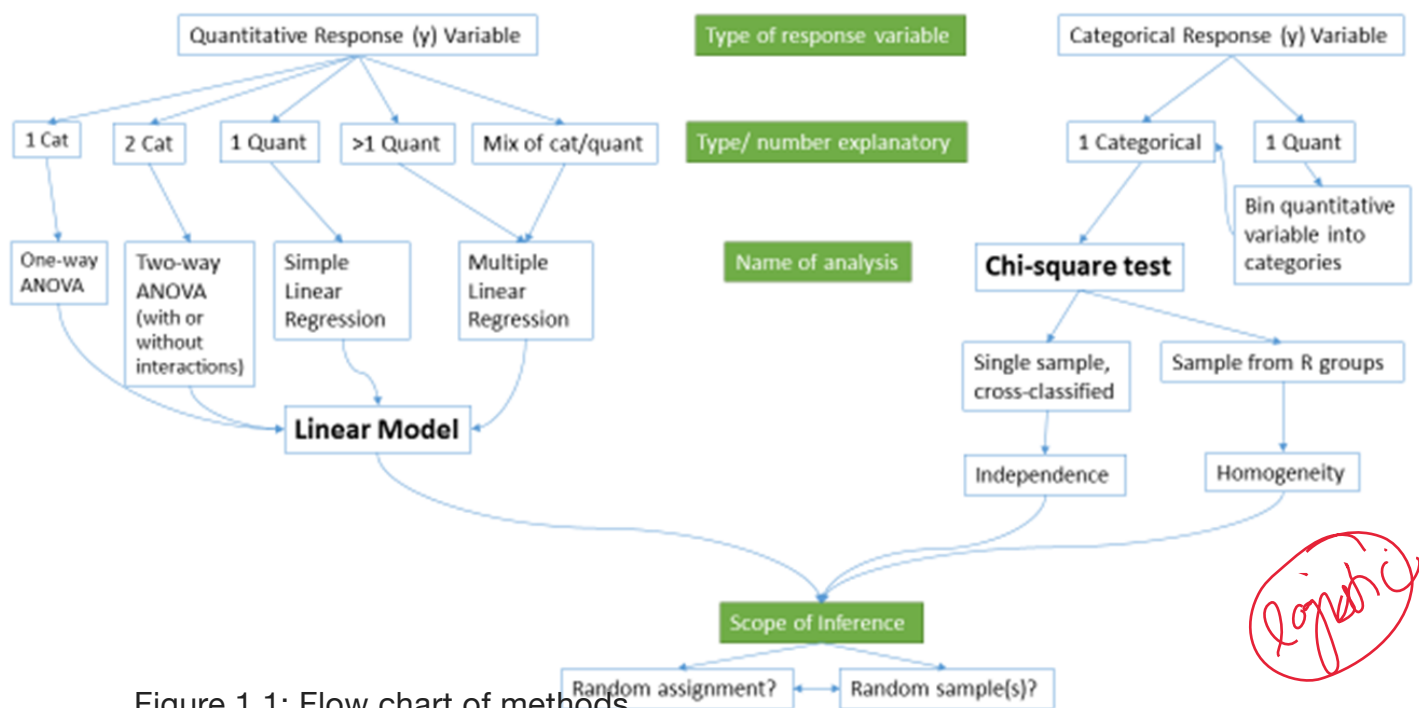 Quantitative Response (y) Variable
Type of response variable
Categorical Response (y) Variable
1 Cat
2 Cat
1 Quant
>1 Quant
Mix of cat/quant
Type/ number explanatory
1 Categorical
1 Quant
One-way
ANOVA
Two-way
ANOVA
(with or
without
interactions)
Simple
Linear
Regression
Multiple
Linear
Regression
Name of analysis
Chi-square test
Bin quantitative
variable into
categories
Single sample,
cross-classified
Sample from R groups
Linear Model
Independence
Homogeneity
Scope of Inference
logistic
Random assignment?
Random sample(s)?
Figure 1.1: Flow chart of methods